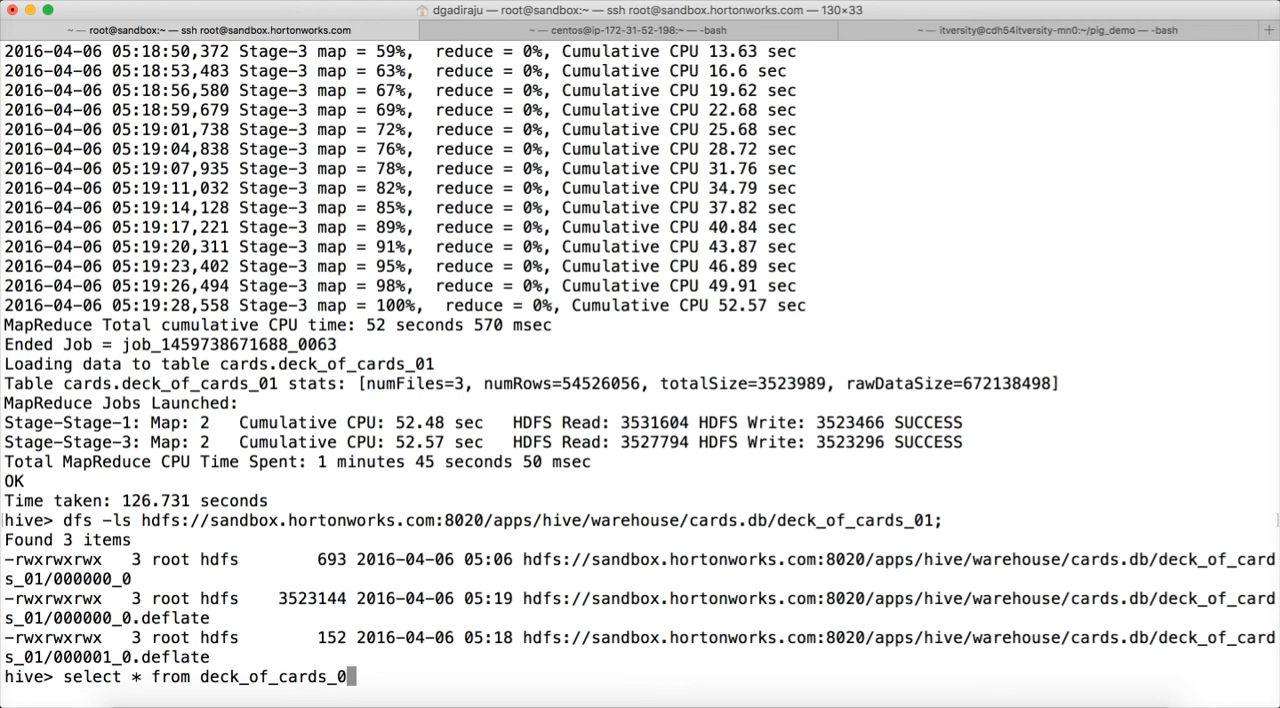 dgadiraju — root@sandbox:~ — ssh root@sandbox.hortonworks.com — 130×33
~ — root@sandbox:~ — ssh root@sandbox.hortonworks.com
~ — centos@ip-172-31-52-198:~ — -bash
~ — itversity@cdh54itversity-mn0:~/pig_demo — -bash
2016-04-06 05:18:50,372 Stage-3 map = 59%,  reduce = 0%, Cumulative CPU 13.63 sec
2016-04-06 05:18:53,483 Stage-3 map = 63%,  reduce = 0%, Cumulative CPU 16.6 sec
2016-04-06 05:18:56,580 Stage-3 map = 67%,  reduce = 0%, Cumulative CPU 19.62 sec
2016-04-06 05:18:59,679 Stage-3 map = 69%,  reduce = 0%, Cumulative CPU 22.68 sec
2016-04-06 05:19:01,738 Stage-3 map = 72%,  reduce = 0%, Cumulative CPU 25.68 sec
2016-04-06 05:19:04,838 Stage-3 map = 76%,  reduce = 0%, Cumulative CPU 28.72 sec
2016-04-06 05:19:07,935 Stage-3 map = 78%,  reduce = 0%, Cumulative CPU 31.76 sec
2016-04-06 05:19:11,032 Stage-3 map = 82%,  reduce = 0%, Cumulative CPU 34.79 sec
2016-04-06 05:19:14,128 Stage-3 map = 85%,  reduce = 0%, Cumulative CPU 37.82 sec
2016-04-06 05:19:17,221 Stage-3 map = 89%,  reduce = 0%, Cumulative CPU 40.84 sec
2016-04-06 05:19:20,311 Stage-3 map = 91%,  reduce = 0%, Cumulative CPU 43.87 sec
2016-04-06 05:19:23,402 Stage-3 map = 95%,  reduce = 0%, Cumulative CPU 46.89 sec
2016-04-06 05:19:26,494 Stage-3 map = 98%,  reduce = 0%, Cumulative CPU 49.91 sec
2016-04-06 05:19:28,558 Stage-3 map = 100%,  reduce = 0%, Cumulative CPU 52.57 sec
MapReduce Total cumulative CPU time: 52 seconds 570 msec
Ended Job = job_1459738671688_0063
Loading data to table cards.deck_of_cards_01
Table cards.deck_of_cards_01 stats: [numFiles=3, numRows=54526056, totalSize=3523989, rawDataSize=672138498]
MapReduce Jobs Launched:
Stage-Stage-1: Map: 2   Cumulative CPU: 52.48 sec   HDFS Read: 3531604 HDFS Write: 3523466 SUCCESS
Stage-Stage-3: Map: 2   Cumulative CPU: 52.57 sec   HDFS Read: 3527794 HDFS Write: 3523296 SUCCESS
Total MapReduce CPU Time Spent: 1 minutes 45 seconds 50 msec
OK
Time taken: 126.731 seconds
hive> dfs -ls hdfs://sandbox.hortonworks.com:8020/apps/hive/warehouse/cards.db/deck_of_cards_01;
Found 3 items
-rwxrwxrwx   3 root hdfs        693 2016-04-06 05:06 hdfs://sandbox.hortonworks.com:8020/apps/hive/warehouse/cards.db/deck_of_card
s_01/000000_0
-rwxrwxrwx   3 root hdfs    3523144 2016-04-06 05:19 hdfs://sandbox.hortonworks.com:8020/apps/hive/warehouse/cards.db/deck_of_card
s_01/000000_0.deflate
-rwxrwxrwx   3 root hdfs        152 2016-04-06 05:18 hdfs://sandbox.hortonworks.com:8020/apps/hive/warehouse/cards.db/deck_of_card
s_01/000001_0.deflate
hive> select * from deck_of_cards_0